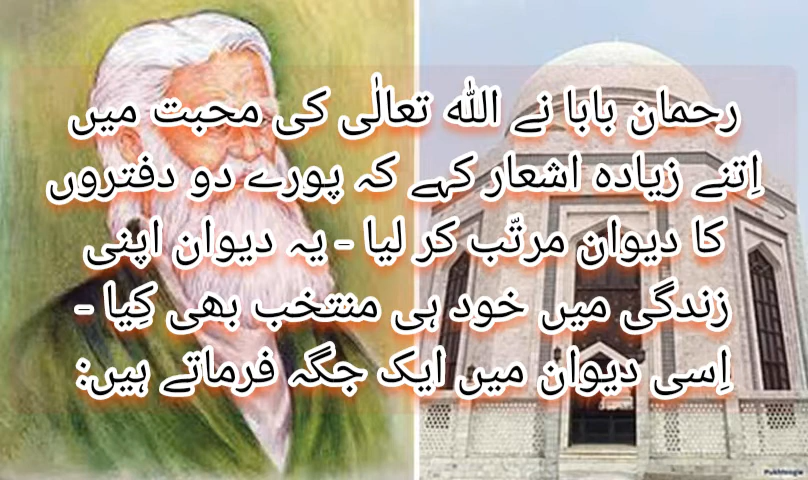 رحمان بابا نے اللہ تعالٰی کی محبت میں
اِتنے زیادہ اشعار کہے کہ پورے دو دفتروں
کا دیوان مرتّب کر لیا - یہ دیوان اپنی
زندگی میں خود ہی منتخب بھی کِیا -
اِسی دیوان میں ایک جگہ فرماتے ہیں:
Pukhtoogle